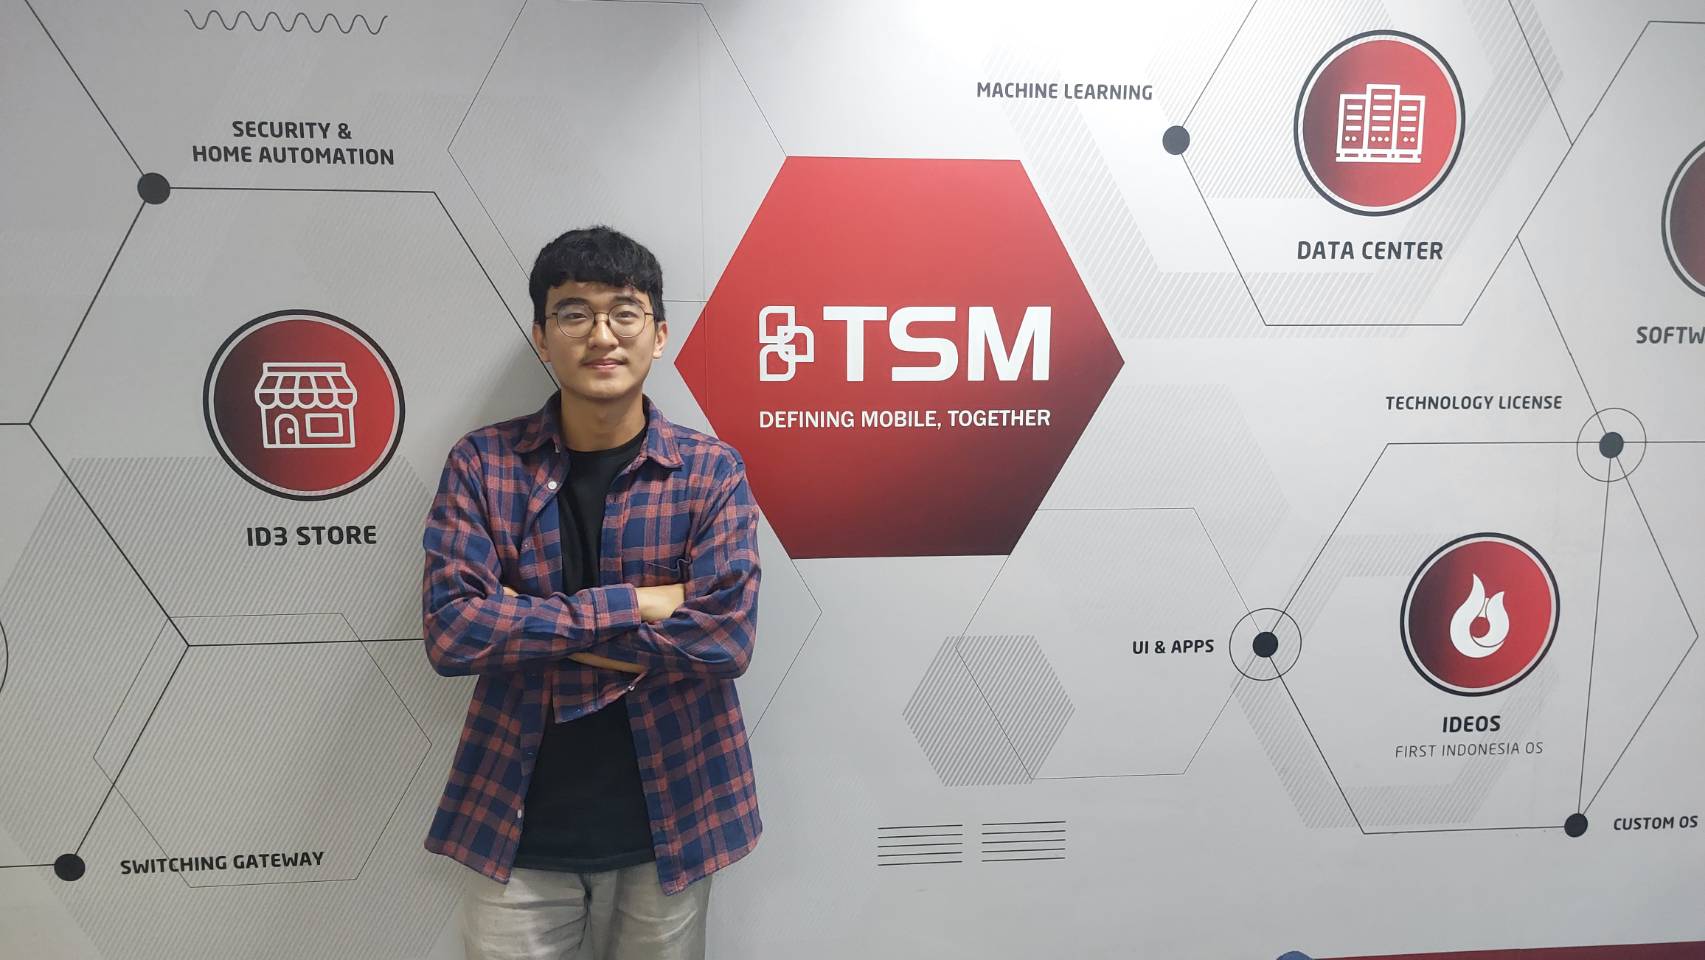 SECURITY &
HOME AUTOMATION
ID3 STORE
SWITCHING GATEWAY
TSM
DEFINING MOBILE, TOGETHER
MACHINE LEARNING
DATA CENTER
SOFTW
TECHNOLOGY LICENSE
UI & APPS
IDEOS
FIRST INDONESIA OS
CUSTOM OS